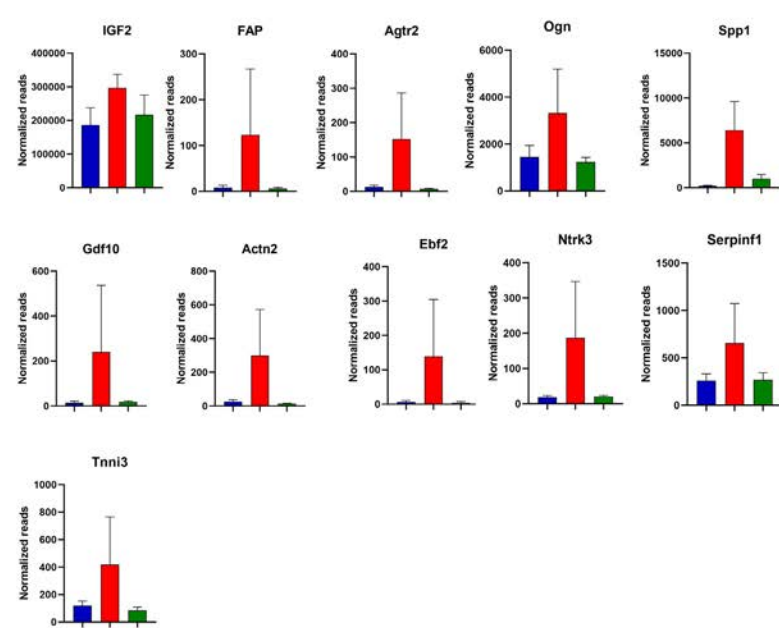 IGF2
Normalized reads
400000
300000
200000
100000
0
FAP
Normalized reads
300
200
100
0
Agtr2
Normalized reads
400
300
200
100
0
Ogn
Normalized reads
6000
4000
2000
0
Spp1
Normalized reads
15000
10000
5000
0
Gdf10
Normalized reads
600
400
200
0
Actn2
Normalized reads
800
600
400
200
0
Ebf2
Normalized reads
400
300
200
100
0
Ntrk3
Normalized reads
400
300
200
100
0
Serpinf1
Normalized reads
1500
1000
500
0
Tnni3
Normalized reads
1000
800
600
400
200
0